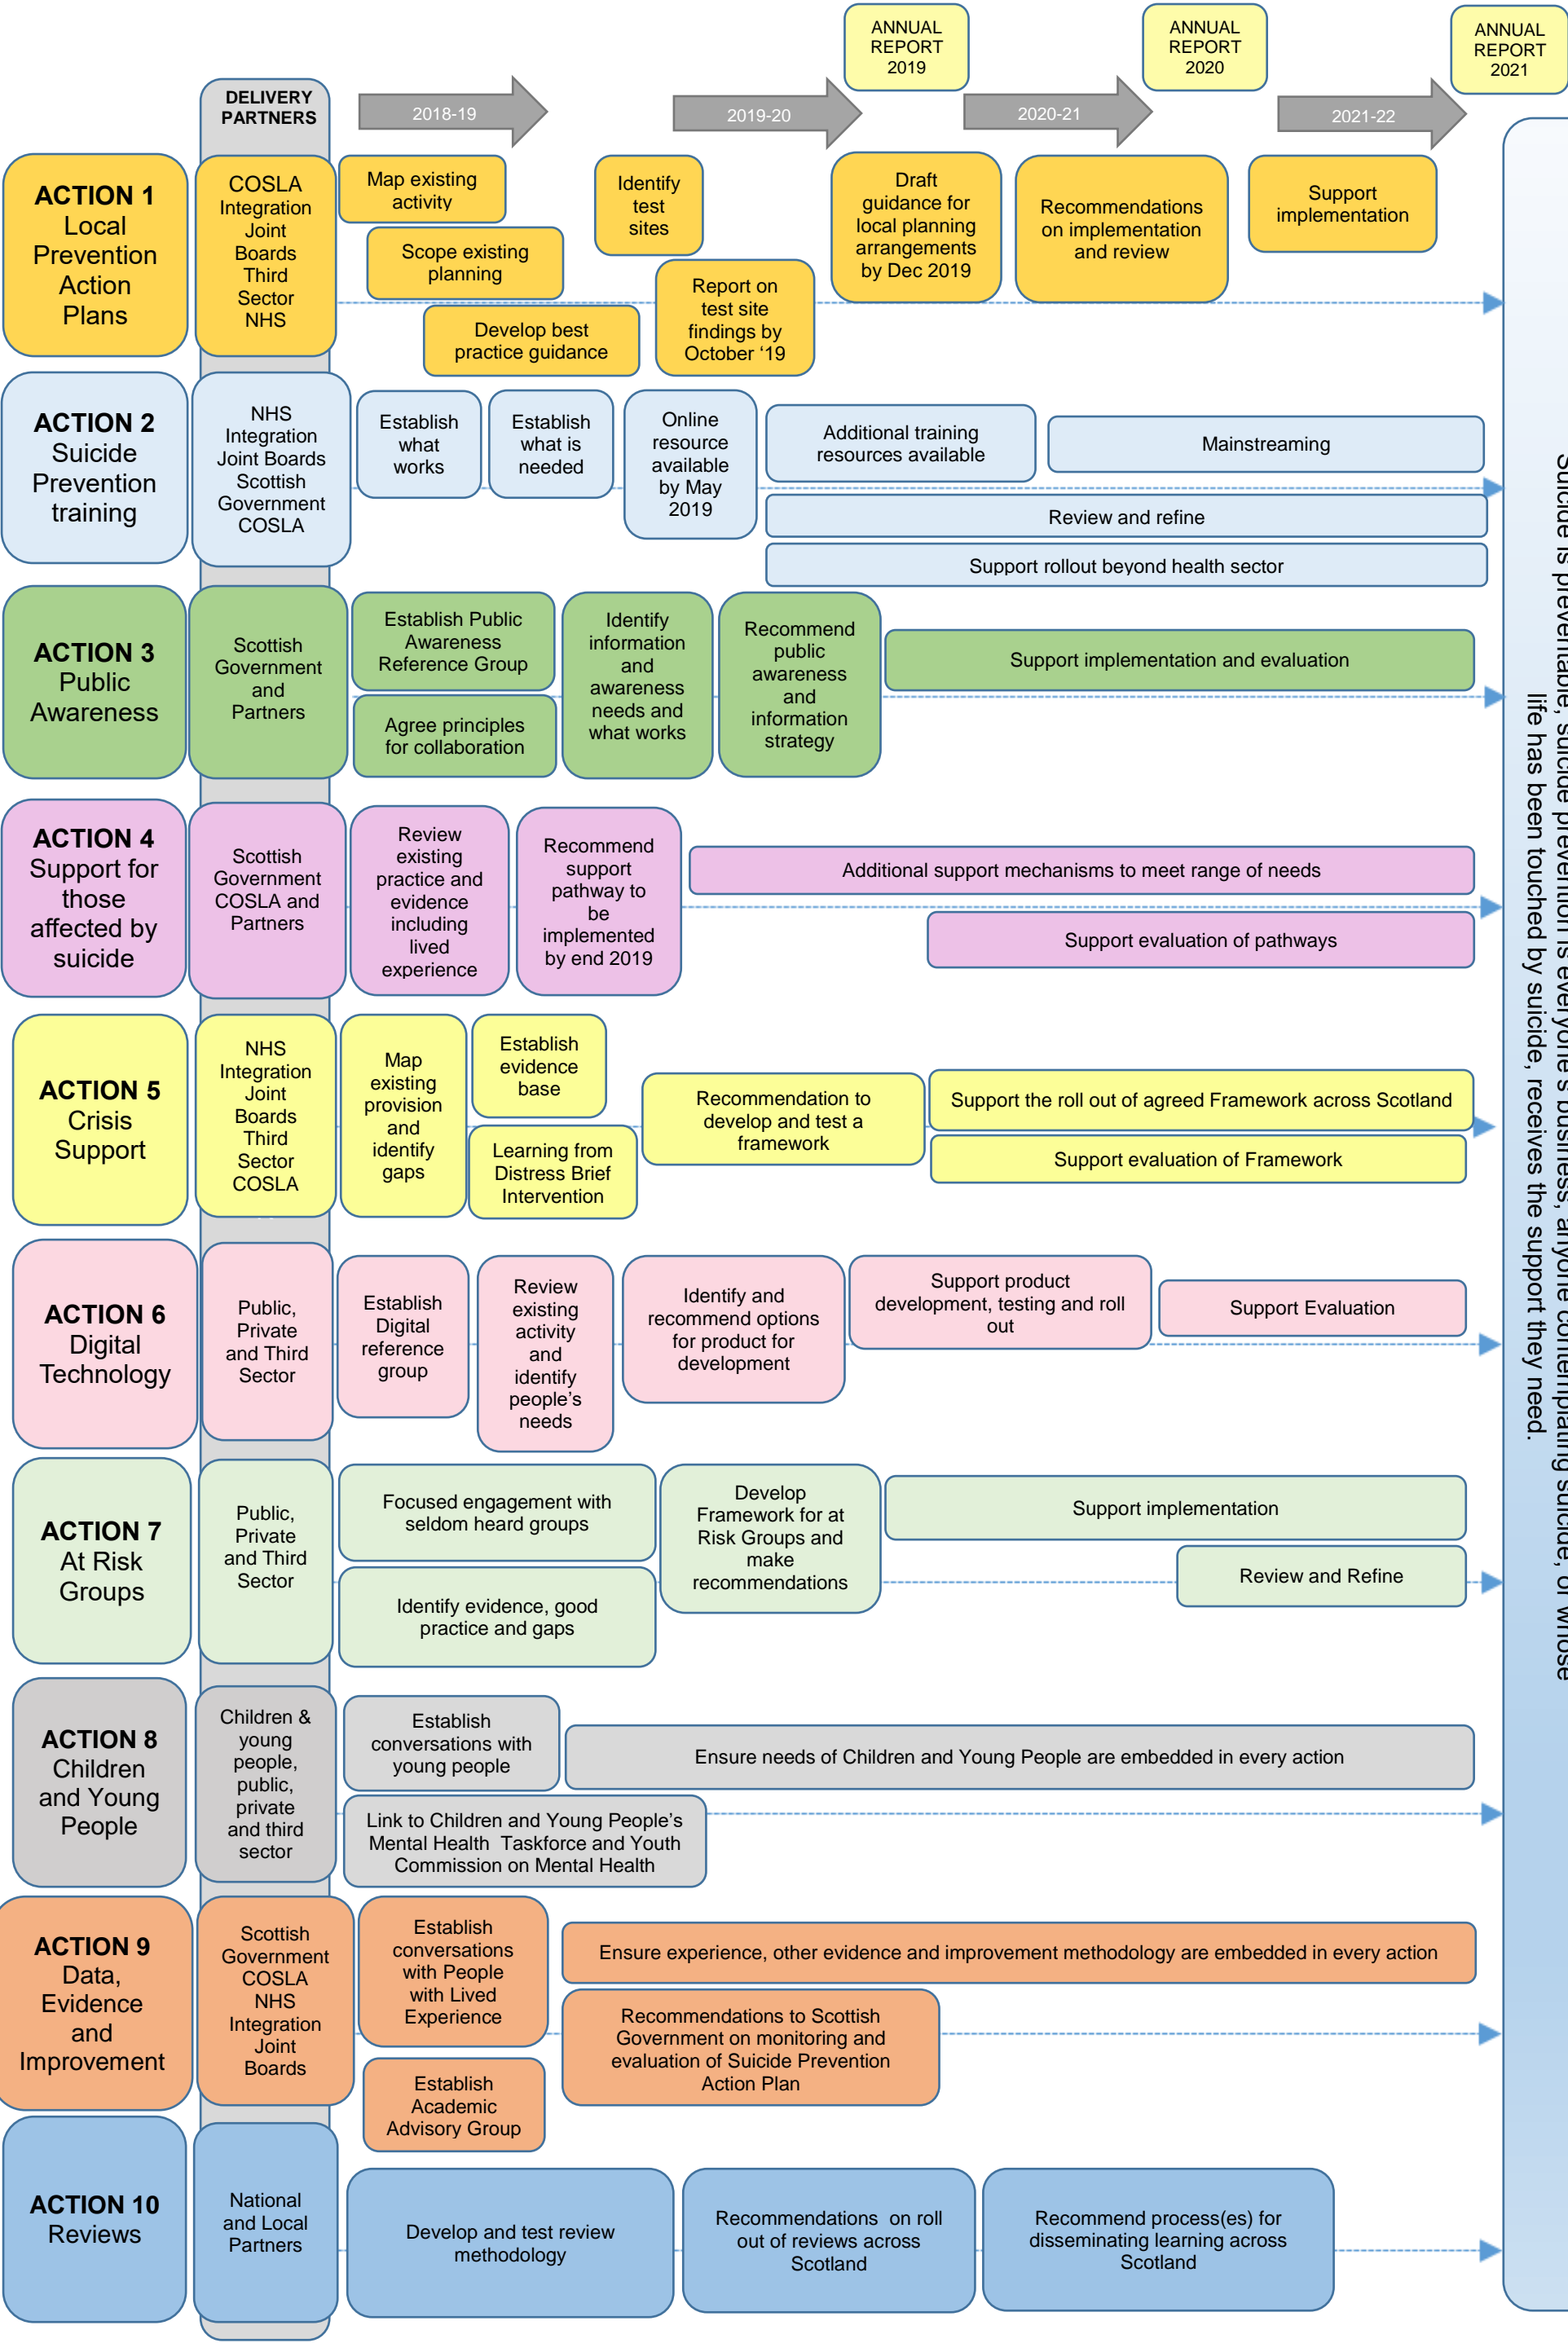 ANNUAL
REPORT
2019
ANNUAL
REPORT
2020
ANNUAL
REPORT
2021
DELIVERY
PARTNERS
2018-19
2019-20
2020-21
2021-22
ACTION 1
Local
Prevention
Action
Plans
COSLA
Integration
Joint
Boards
Third
Sector
NHS
Map existing
activity
Scope existing
planning
Develop best
practice guidance
Identify
test
sites
Report on
test site
findings by
October ‘19
Draft
guidance for
local planning
arrangements
by Dec 2019
Recommendations
on implementation
and review
Support
implementation
ACTION 2
Suicide
Prevention
training
NHS
Integration
Joint Boards
Scottish
Government
COSLA
Establish
what
works
Establish
what is
needed
Online
resource
available
by May
2019
Additional training
resources available
Mainstreaming
Review and refine
Support rollout beyond health sector
ACTION 3
Public
Awareness
Scottish
Government
and
Partners
Establish Public
Awareness
Reference Group
Agree principles
for collaboration
Identify
information
and
awareness
needs and
what works
Recommend
public
awareness
and
information
strategy
Support implementation and evaluation
ACTION 4
Support for
those
affected by
suicide
Scottish
Government
COSLA and
Partners
Review
existing
practice and
evidence
including
lived
experience
Recommend
support
pathway to
be
implemented
by end 2019
Additional support mechanisms to meet range of needs
Support evaluation of pathways
ACTION 5
Crisis
Support
NHS
Integration
Joint
Boards
Third
Sector
COSLA
Map
existing
provision
and
identify
gaps
Establish
evidence
base
Learning from
Distress Brief
Intervention
Recommendation to
develop and test a
framework
Support the roll out of agreed Framework across Scotland
Support evaluation of Framework
ACTION 6
Digital
Technology
Public,
Private
and Third
Sector
Establish
Digital
reference
group
Review
existing
activity
and
identify
people’s
needs
Identify and
recommend options
for product for
development
Support product
development, testing and roll
out
Support Evaluation
ACTION 7
At Risk
Groups
Public,
Private
and Third
Sector
Focused engagement with
seldom heard groups
Identify evidence, good
practice and gaps
Develop
Framework for at
Risk Groups and
make
recommendations
Support implementation
Review and Refine
ACTION 8
Children
and Young
People
Children &
young
people,
public,
private
and third
sector
Establish
conversations with
young people
Link to Children and Young People’s
Mental Health Taskforce and Youth
Commission on Mental Health
Ensure needs of Children and Young People are embedded in every action
ACTION 9
Data,
Evidence
and
Improvement
Scottish
Government
COSLA
NHS
Integration
Joint
Boards
Establish
conversations
with People
with Lived
Experience
Establish
Academic
Advisory Group
Ensure experience, other evidence and improvement methodology are embedded in every action
Recommendations to Scottish
Government on monitoring and
evaluation of Suicide Prevention
Action Plan
ACTION 10
Reviews
National
and Local
Partners
Develop and test review
methodology
Recommendations on roll
out of reviews across
Scotland
Recommend process(es) for
disseminating learning across
Scotland
Suicide is preventable, suicide prevention is everyone’s business, anyone contemplating suicide, or whose
life has been touched by suicide, receives the support they need.